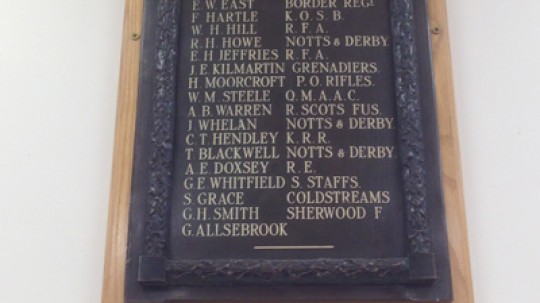 E. W. EAST BORDER REGT
F. HARTLE K. O. S. B.
W. H. HILL R. F. A.
R. H. HOWE NOTTS & DERBY.
E. H JEFFRIES R. F. A.
J. E KILMARTIN GRENADIERS.
H. MOORCROFT P. O. RIFLES.
W. M. STEELE Q. M. A. A. C.
A. B. WARREN R. SCOTS FUS.
J WHELAN NOTTS & DERBY.
C. T HENDLEY K. R. R.
T. BLACKWELL NOTTS & DERBY.
A. E DOXSEY R. E.
G. E WHITFIELD S. STAFFS.
S. GRACE COLDSTREAMS
G. H. SMITH SHERWOOD F.
G. ALLSEBROOK